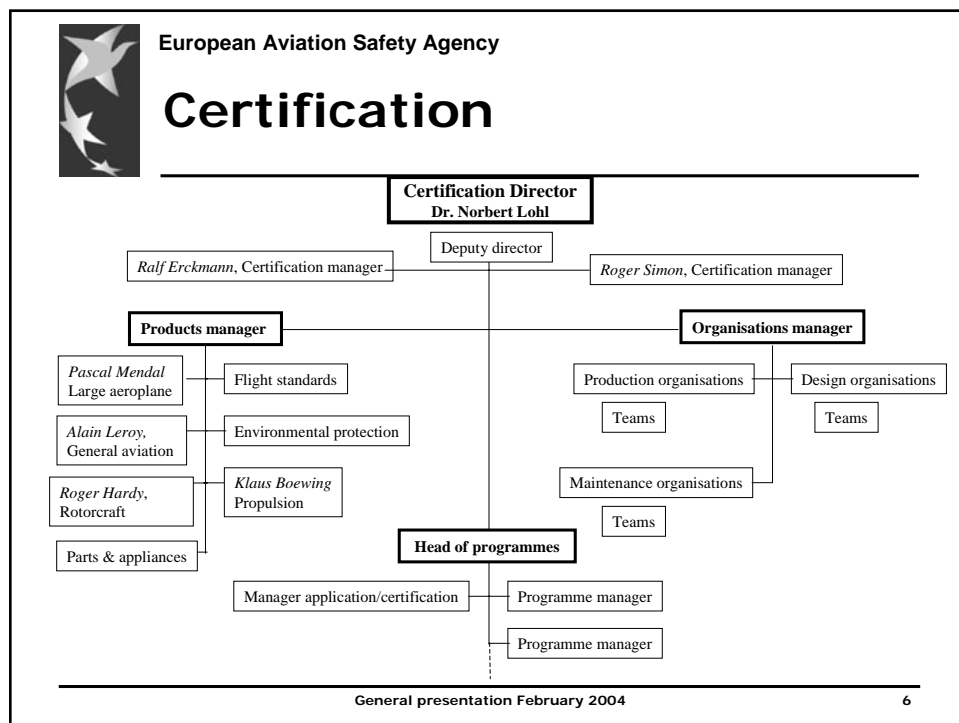 European Aviation Safety Agency
Certification
Certification Director
Dr. Norbert Lohl
Deputy director
Ralf Erckmann, Certification manager
Roger Simon, Certification manager
Products manager
Organisations manager
Pascal Mendal
Large aeroplane
Flight standards
Production organisations
Design organisations
Teams
Teams
Alain Leroy,
General aviation
Environmental protection
Roger Hardy,
Rotorcraft
Klaus Boewing
Propulsion
Maintenance organisations
Teams
Parts & appliances
Head of programmes
Manager application/certification
Programme manager
Programme manager
General presentation February 2004
6